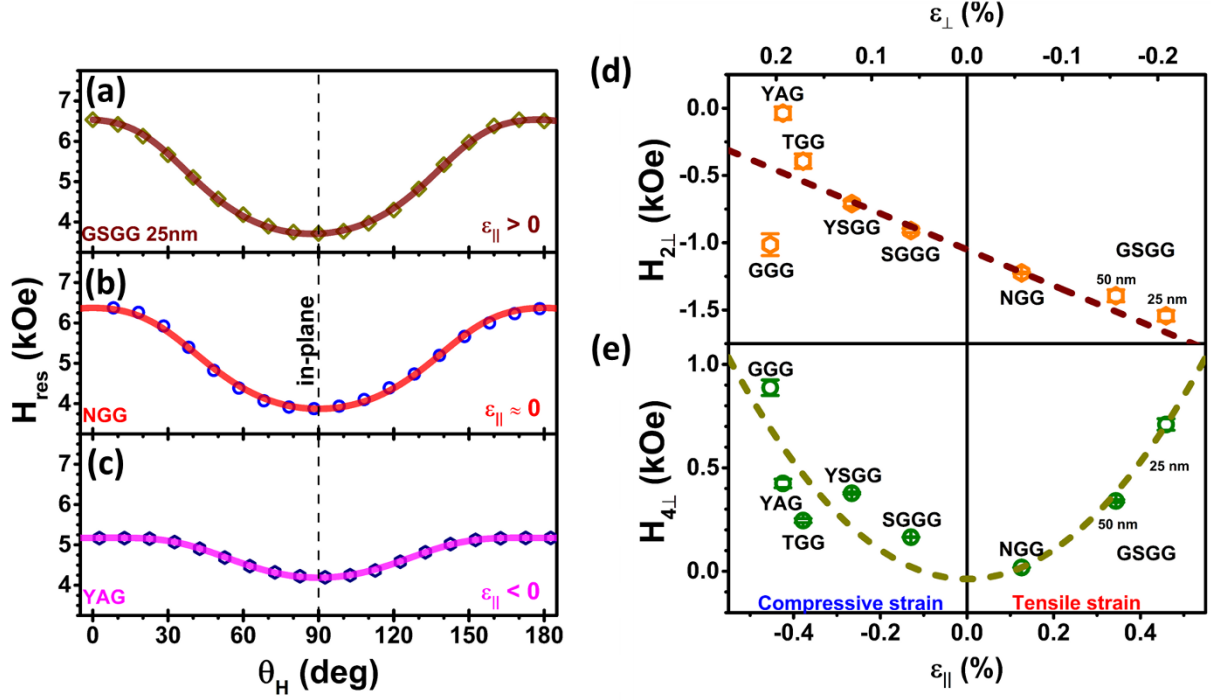 (a)
7
6
5
4
GSGG 25nm
ε|| > 0
(b)
7
6
5
4
in-plane
NGG
ε|| ≈ 0
(c)
7
6
5
4
YAG
ε|| < 0
H_res (kOe)
0 30 60 90 120 150 180
θ_H (deg)
ε⊥ (%)
0.2 0.1 0.0 -0.1 -0.2
(d)
0.0
-0.5
-1.0
-1.5
H2⊥ (kOe)
YAG
TGG
YSGG
SGGG
GGG
NGG
GSGG
50 nm
25 nm
(e)
1.0
0.5
0.0
H4⊥ (kOe)
GGG
YAG
TGG
YSGG
SGGG
NGG
25 nm
50 nm
GSGG
Compressive strain
Tensile strain
-0.4 -0.2 0.0 0.2 0.4
ε|| (%)